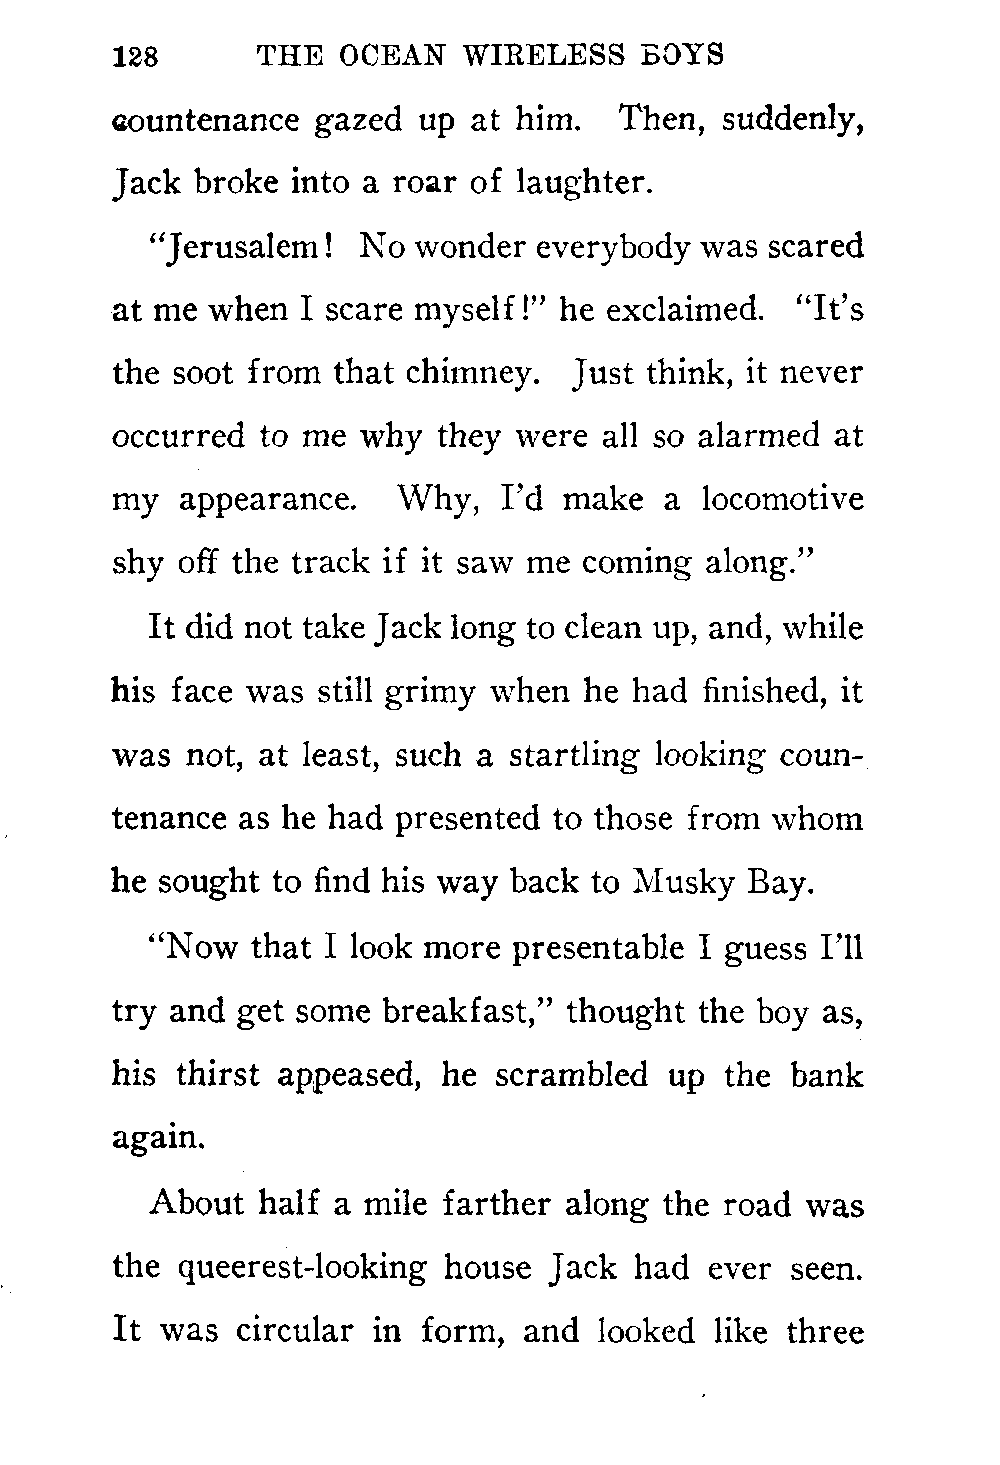 128 THE OCEAN WIRELESS BOYS
countenance gazed up at him. Then, suddenly,
Jack broke into a roar of laughter.
"Jerusalem! No wonder everybody was scared
at me when I scare myself!" he exclaimed. "It's
the soot from that chimney. Just think, it never
occurred to me why they were all so alarmed at
my appearance. Why, I'd make a locomotive
shy off the track if it saw me coming along."
It did not take Jack long to clean up, and, while
his face was still grimy when he had finished, it
was not, at least, such a startling looking coun-
tenance as he had presented to those from whom
he sought to find his way back to Musky Bay.
"Now that I look more presentable I guess I'll
try and get some breakfast," thought the boy as,
his thirst appeased, he scrambled up the bank
again.
About half a mile farther along the road was
the queerest-looking house Jack had ever seen.
It was circular in form, and looked like three